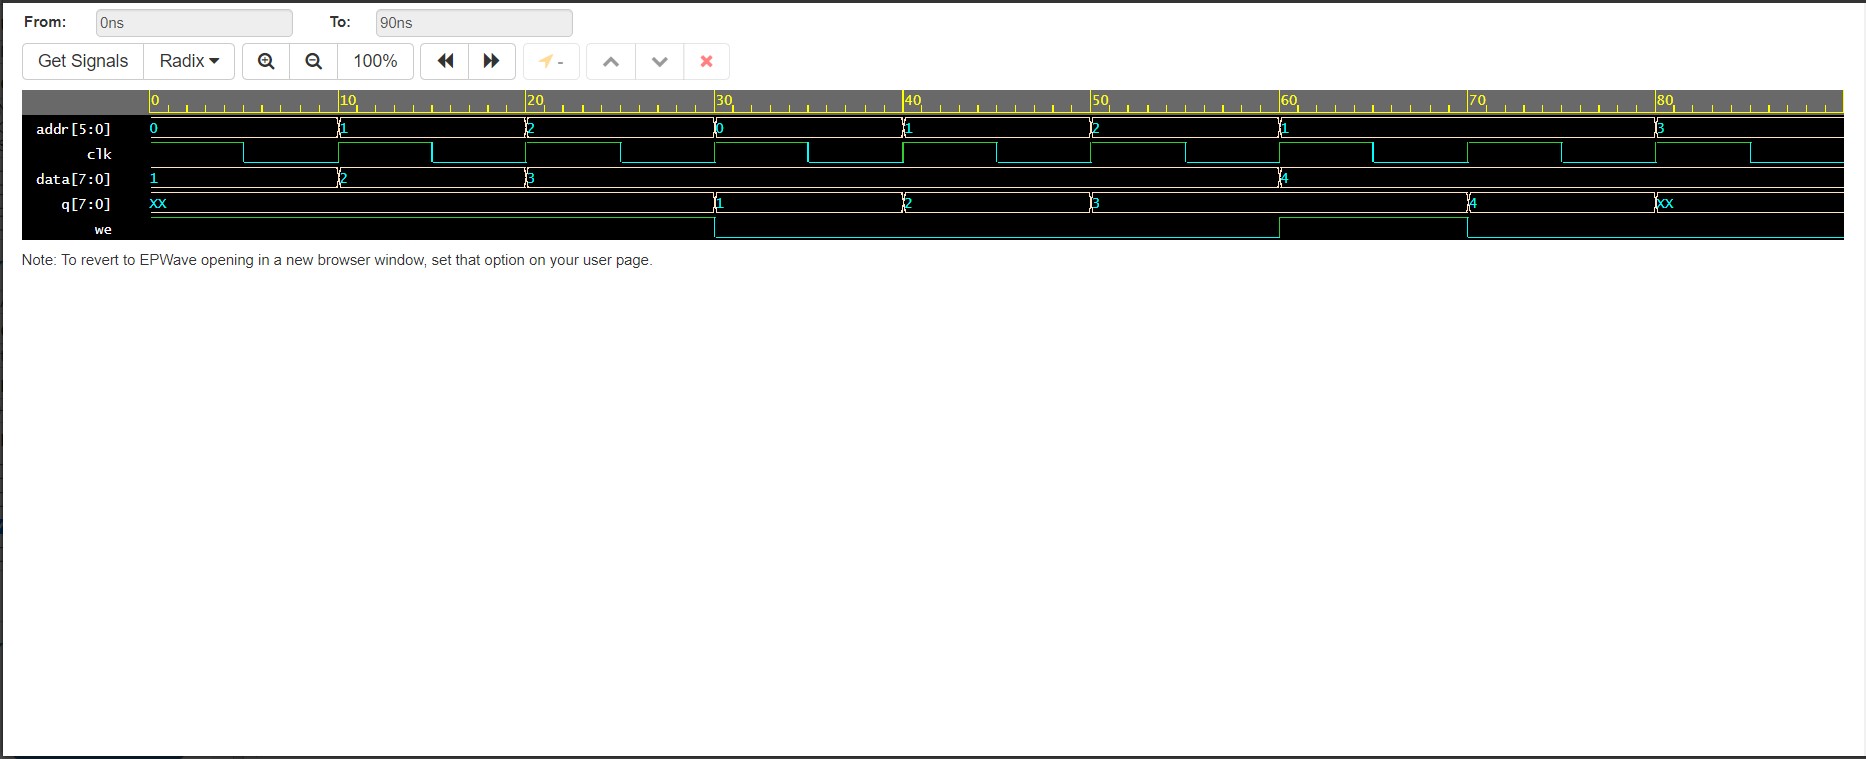 From: 0ns To: 90ns
Get Signals Radix 100% -
0 10 20 30 40 50 60 70 80
addr[5:0] 0 1 2 0 1 2 1 3
clk
data[7:0] 1 2 3 4
q[7:0] XX 1 2 3 4 XX
we
Note: To revert to EPWave opening in a new browser window, set that option on your user page.